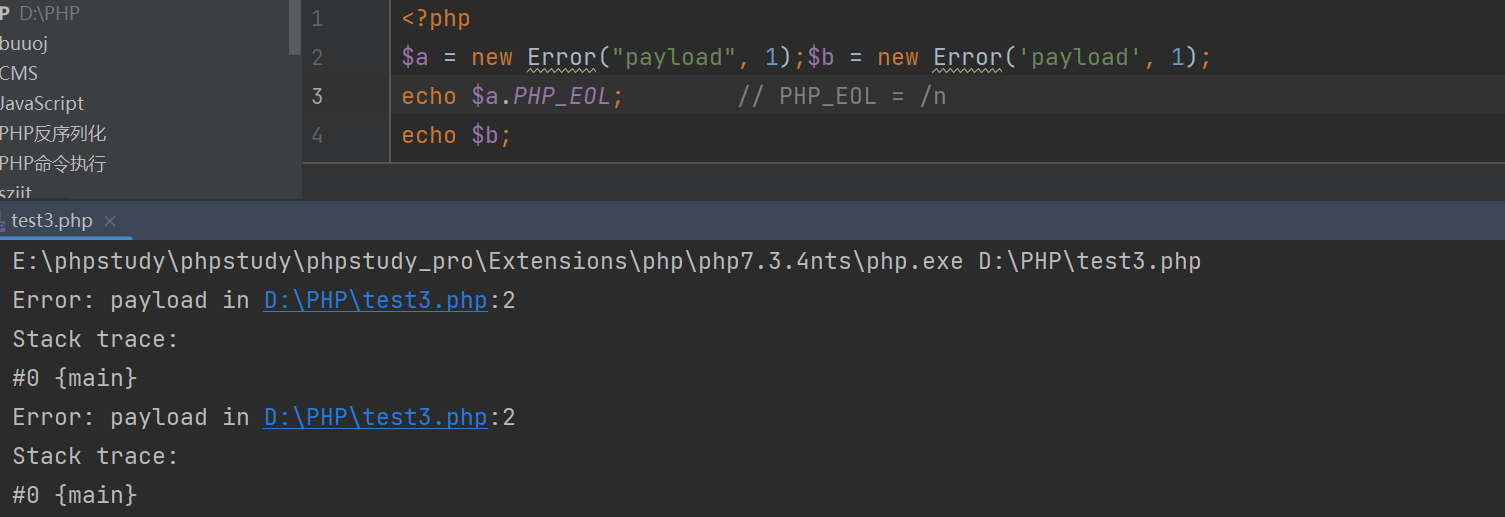 P D:\PHP
buuoj
CMS
JavaScript
PHP反序列化
PHP命令执行
1 <?php
2 $a = new Error("payload", 1);$b = new Error('payload', 1);
3 echo $a.PHP_EOL; // PHP_EOL = /n
4 echo $b;
test3.php ×
E:\phpstudy\phpstudy\phpstudy_pro\Extensions\php\php7.3.4nts\php.exe D:\PHP\test3.php
Error: payload in D:\PHP\test3.php:2
Stack trace:
#0 {main}
Error: payload in D:\PHP\test3.php:2
Stack trace:
#0 {main}